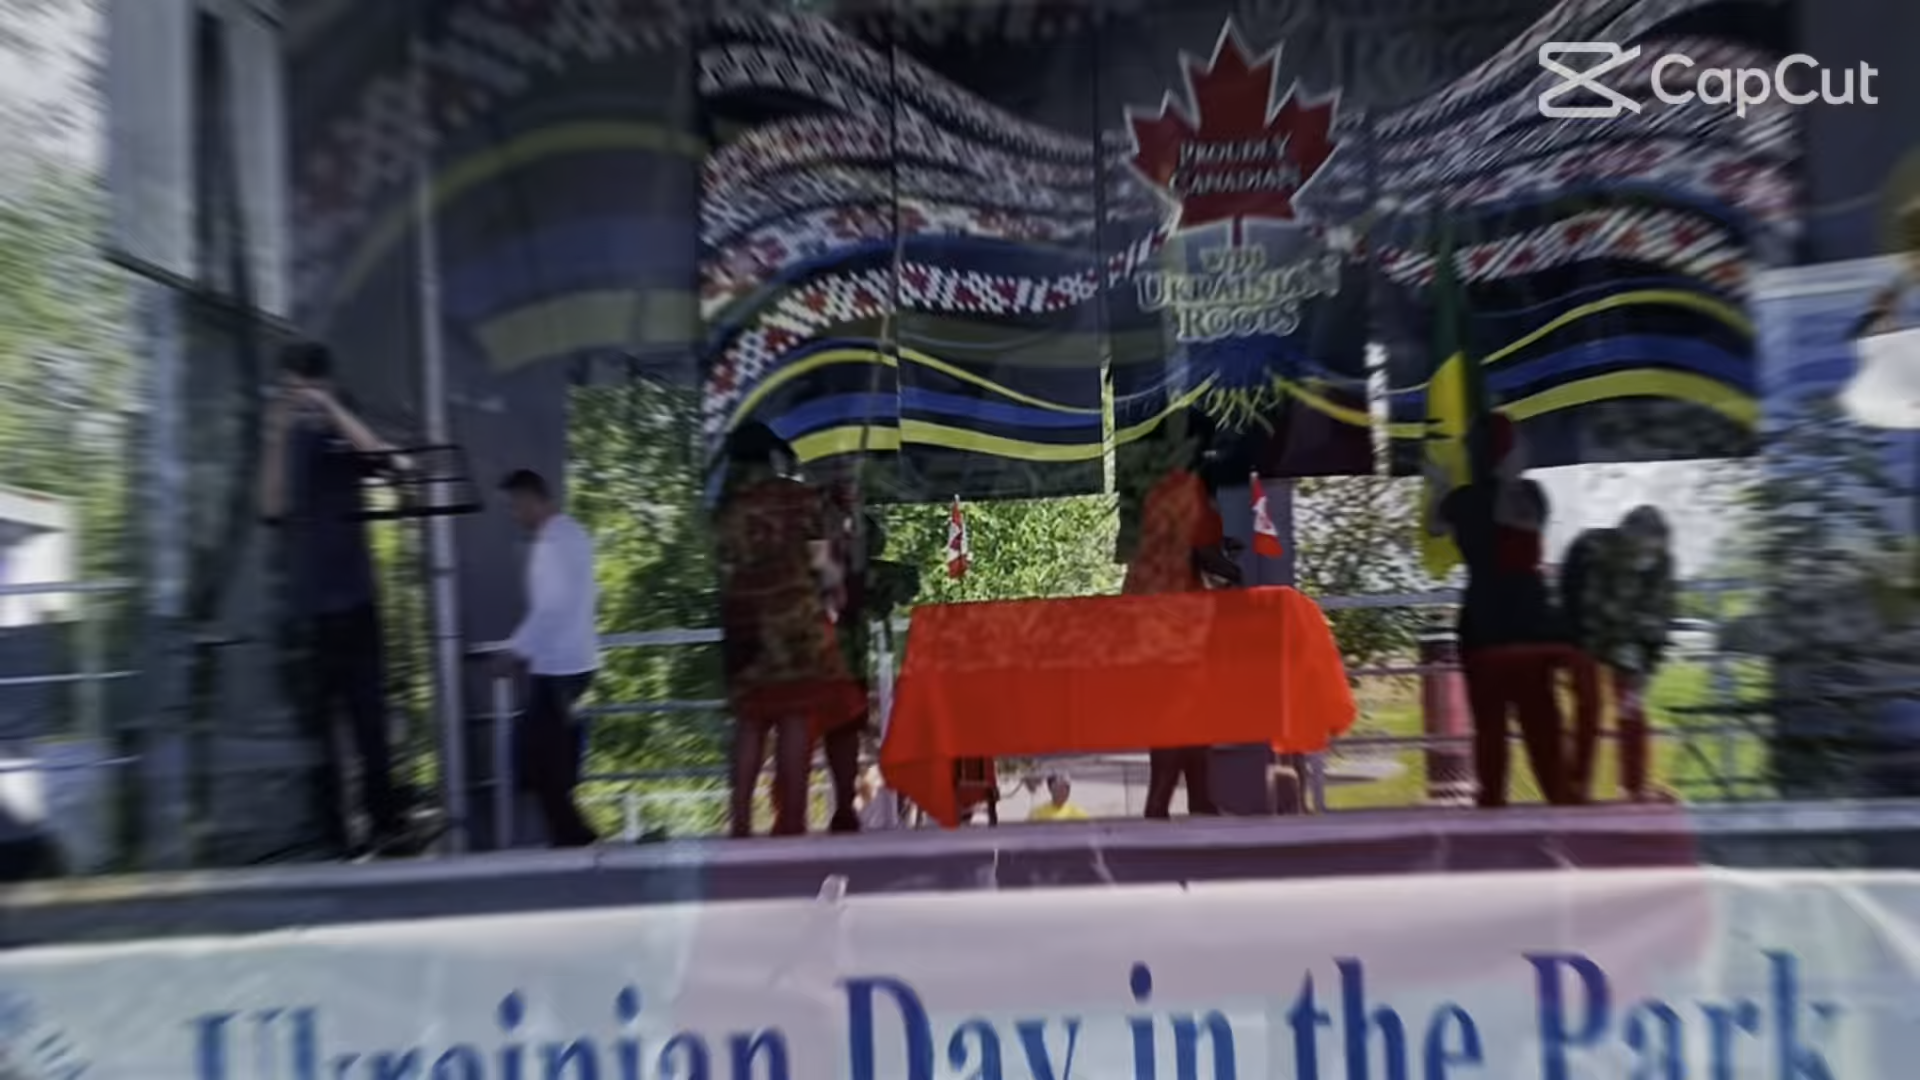 CapCut
PROUDLY
CANADIAN
WITH
UKRAINIAN
ROOTS
Ukrainian Day in the Park